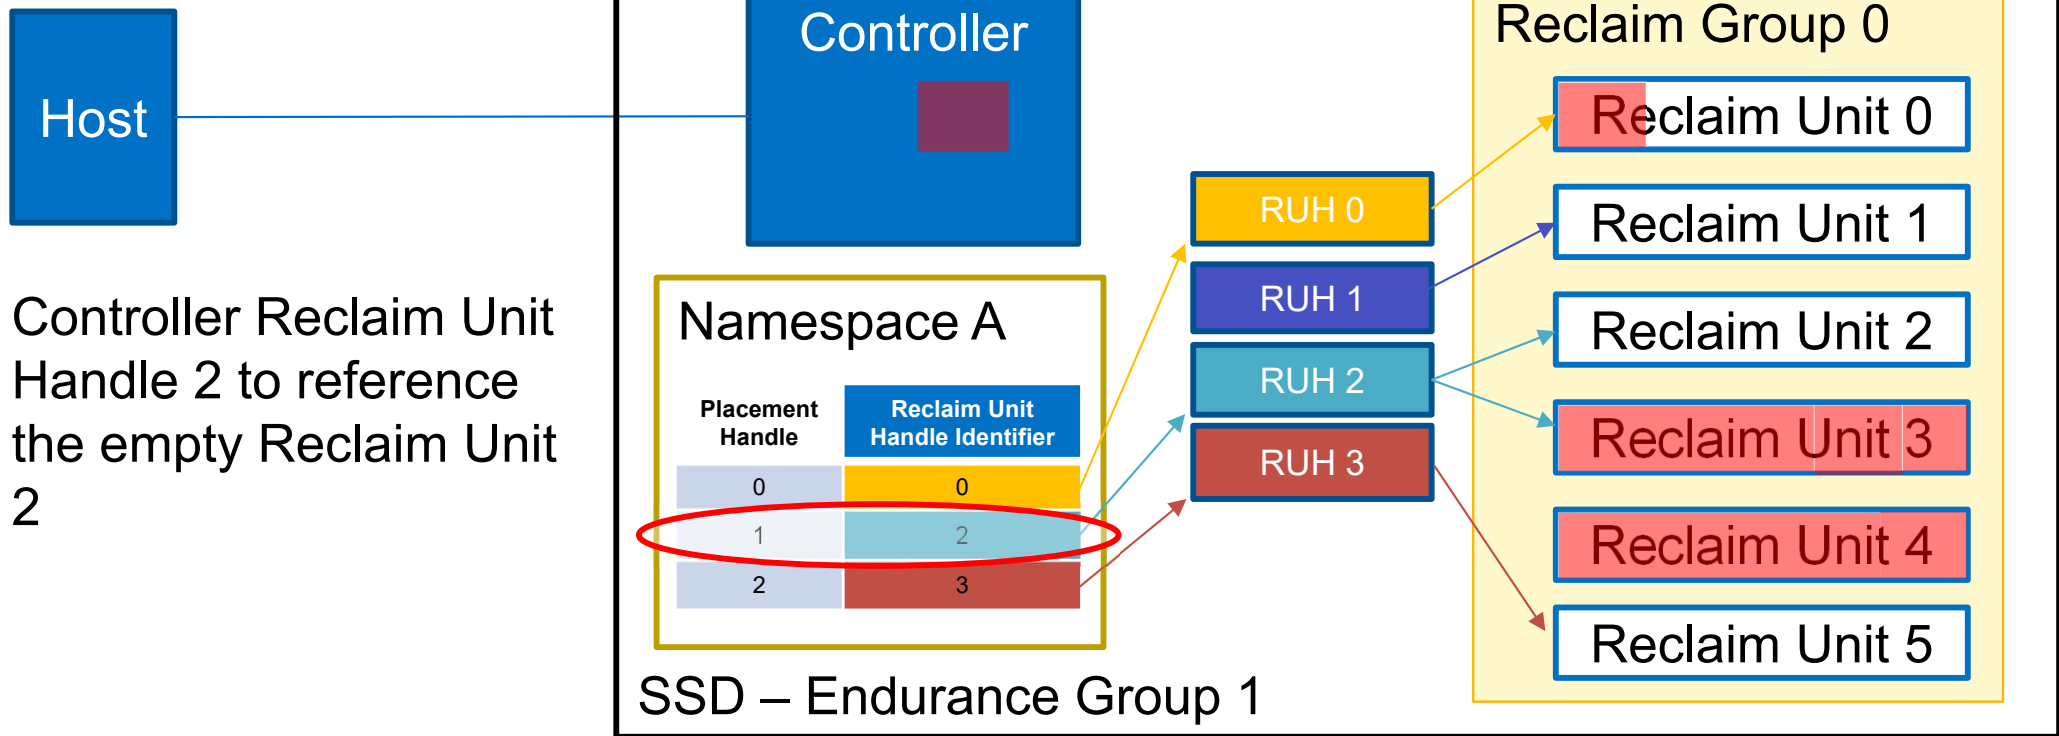 Host
Controller Reclaim Unit
Handle 2 to reference
the empty Reclaim Unit
2
Controller
Namespace A
Placement Handle
Reclaim Unit Handle Identifier
0 0
1 2
2 3
RUH 0
RUH 1
RUH 2
RUH 3
Reclaim Group 0
Reclaim Unit 0
Reclaim Unit 1
Reclaim Unit 2
Reclaim Unit 3
Reclaim Unit 4
Reclaim Unit 5
SSD – Endurance Group 1